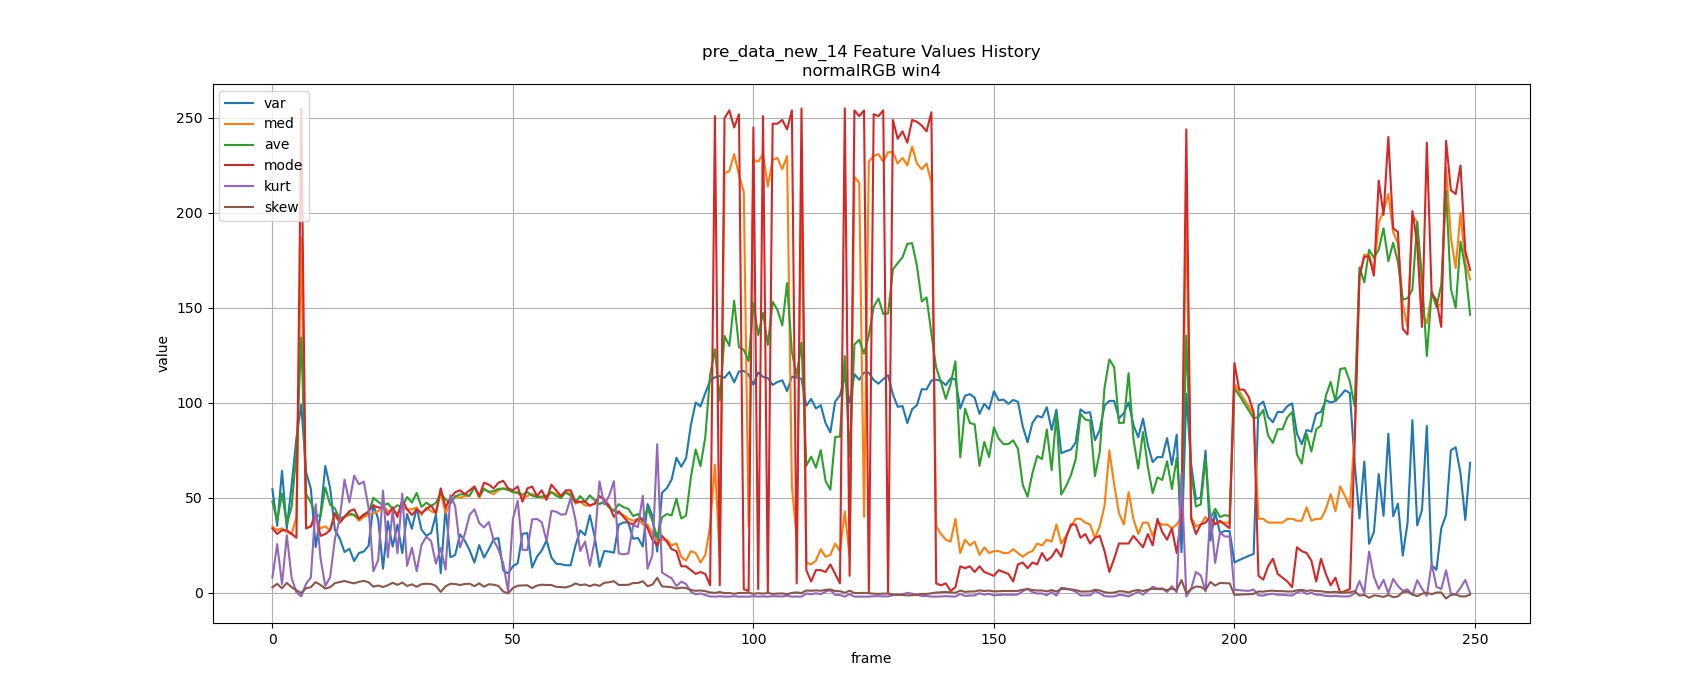 pre_data_new_14 Feature Values History
normalRGB win4
var
med
ave
mode
kurt
skew
value
250
200
150
100
50
0
0
50
100
150
200
250
frame